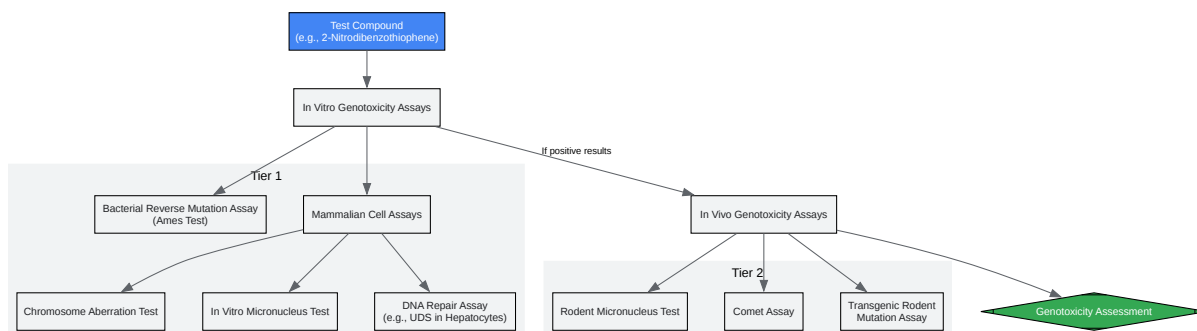 Test Compound
(e.g., 2-Nitrodibenzothiophene)
In Vitro Genotoxicity Assays
If positive results
Tier 1
Bacterial Reverse Mutation Assay
(Ames Test)
Mammalian Cell Assays
In Vivo Genotoxicity Assays
Tier 2
Chromosome Aberration Test
In Vitro Micronucleus Test
DNA Repair Assay
(e.g., UDS in Hepatocytes)
Rodent Micronucleus Test
Comet Assay
Transgenic Rodent
Mutation Assay
Genotoxicity Assessment